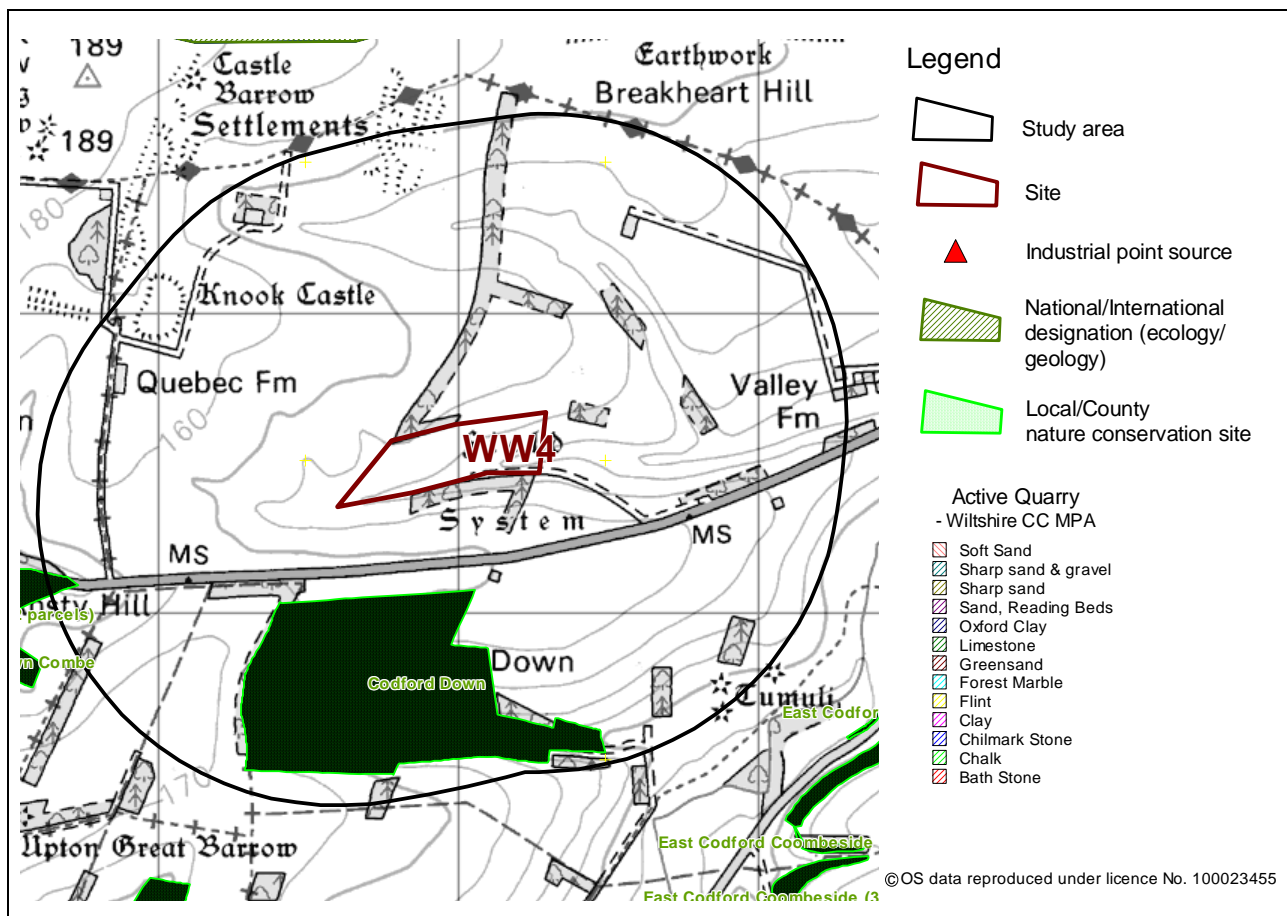 189
Castle
Barrow
Settlements
Earthwork
Breakheart Hill
189
180
Knook Castle
Quebec Fm
160
Valley
Fm
WW4
System
MS
MS
2 parcels)
Down
Codford Down
Tumuli
East Codfor
170
Upton Great Barrow
East Codford Coombeside
East Codford Coombeside (3
Legend
Study area
Site
Industrial point source
National/International
designation (ecology/
geology)
Local/County
nature conservation site
Active Quarry
- Wiltshire CC MPA
Soft Sand
Sharp sand & gravel
Sharp sand
Sand, Reading Beds
Oxford Clay
Limestone
Greensand
Forest Marble
Flint
Clay
Chilmark Stone
Chalk
Bath Stone
©OS data reproduced under licence No. 100023455